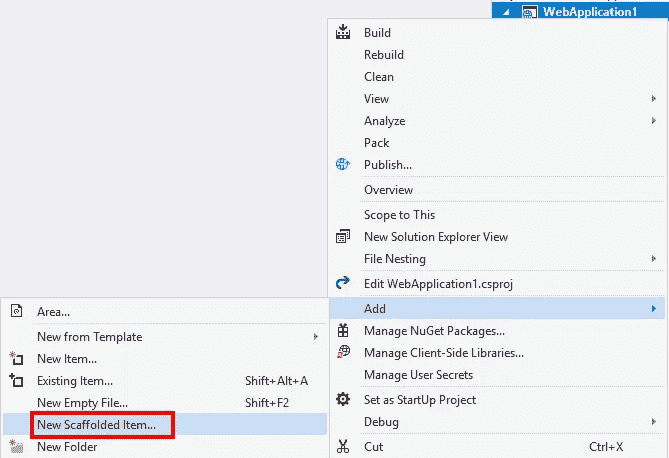 WebApplication1
Build
Rebuild
Clean
View
Analyze
Pack
Publish...
Overview
Scope to This
New Solution Explorer View
File Nesting
Edit WebApplication1.csproj
Add
Manage NuGet Packages...
Manage Client-Side Libraries...
Manage User Secrets
Set as StartUp Project
Debug
Cut Ctrl+X
Area...
New from Template
New Item...
Existing Item... Shift+Alt+A
New Empty File... Shift+F2
New Scaffolded Item...
New Folder